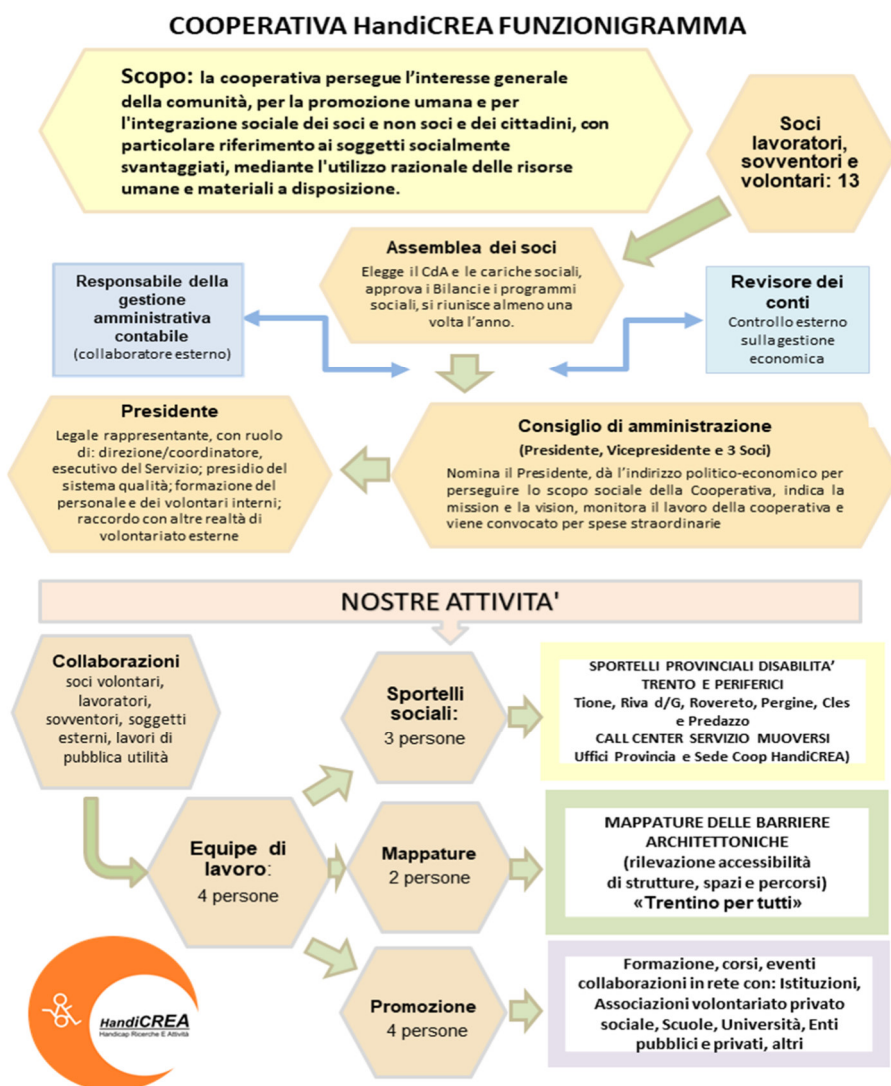 COOPERATIVA HandiCREA FUNZIONIGRAMMA
Scopo: la cooperativa persegue l’interesse generale
della comunità, per la promozione umana e per
l'integrazione sociale dei soci e non soci e dei cittadini, con
particolare riferimento ai soggetti socialmente
svantaggiati, mediante l'utilizzo razionale delle risorse
umane e materiali a disposizione.
Soci
lavoratori,
sovventori e
volontari: 13
Assemblea dei soci
Elegge il CdA e le cariche sociali,
approva i Bilanci e i programmi
sociali, si riunisce almeno una
volta l’anno.
Responsabile della
gestione
amministrativa
contabile
(collaboratore esterno)
Revisore dei
conti
Controllo esterno
sulla gestione
economica
Presidente
Legale rappresentante, con ruolo
di: direzione/coordinatore,
esecutivo del Servizio; presidio del
sistema qualità; formazione del
personale e dei volontari interni;
raccordo con altre realtà di
volontariato esterne
Consiglio di amministrazione
(Presidente, Vicepresidente e 3 Soci)
Nomina il Presidente, dà l’indirizzo politico-economico per
perseguire lo scopo sociale della Cooperativa, indica la
mission e la vision, monitora il lavoro della cooperativa e
viene convocato per spese straordinarie
NOSTRE ATTIVITA'
Collaborazioni
soci volontari,
lavoratori,
sovventori, soggetti
esterni, lavori di
pubblica utilità
Equipe di
lavoro:
4 persone
Sportelli
sociali:
3 persone
SPORTELLI PROVINCIALI DISABILITA’
TRENTO E PERIFERICI
Tione, Riva d/G, Rovereto, Pergine, Cles
e Predazzo
CALL CENTER SERVIZIO MUOVERSI
Uffici Provincia e Sede Coop HandiCREA)
Mappature
2 persone
MAPPATURE DELLE BARRIERE
ARCHITETTONICHE
(rilevazione accessibilità
di strutture, spazi e percorsi)
«Trentino per tutti»
Promozione
4 persone
Formazione, corsi, eventi
collaborazioni in rete con: Istituzioni,
Associazioni volontariato privato
sociale, Scuole, Università, Enti
pubblici e privati, altri
HandiCREA
Handicap Ricerche E Attività